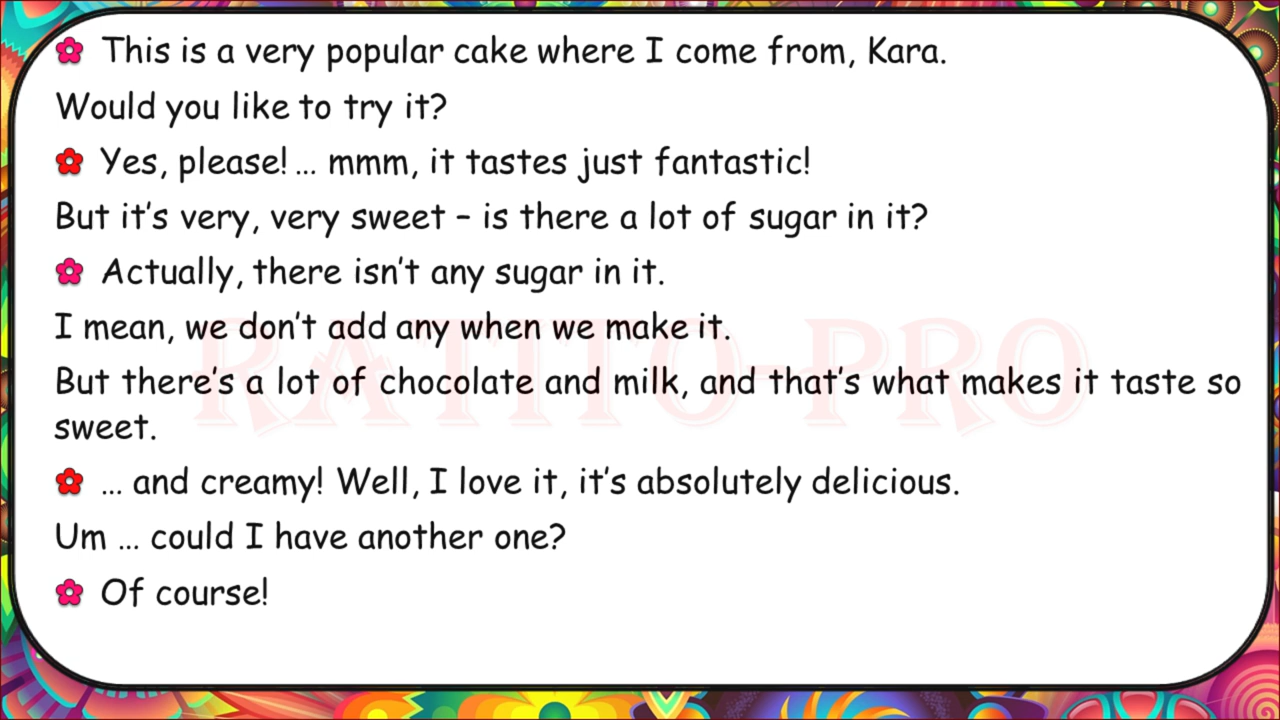 This is a very popular cake where I come from, Kara.
Would you like to try it?
Yes, please! … mmm, it tastes just fantastic!
But it's very, very sweet – is there a lot of sugar in it?
Actually, there isn't any sugar in it.
I mean, we don't add any when we make it.
But there's a lot of chocolate and milk, and that's what makes it taste so
sweet.
… and creamy! Well, I love it, it's absolutely delicious.
Um … could I have another one?
Of course!
RATITO-PRO